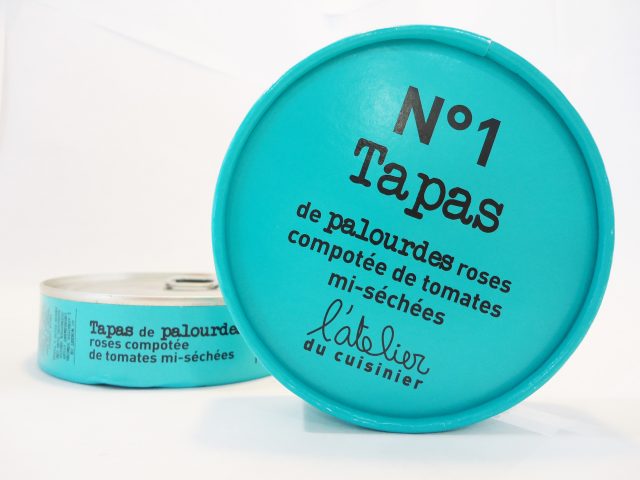 N°1
Tapas
de palourdes roses
compotée de tomates
mi-séchées
l'atelier
du cuisinier
Tapas de palourdes
roses compotée
de tomates mi-séchées